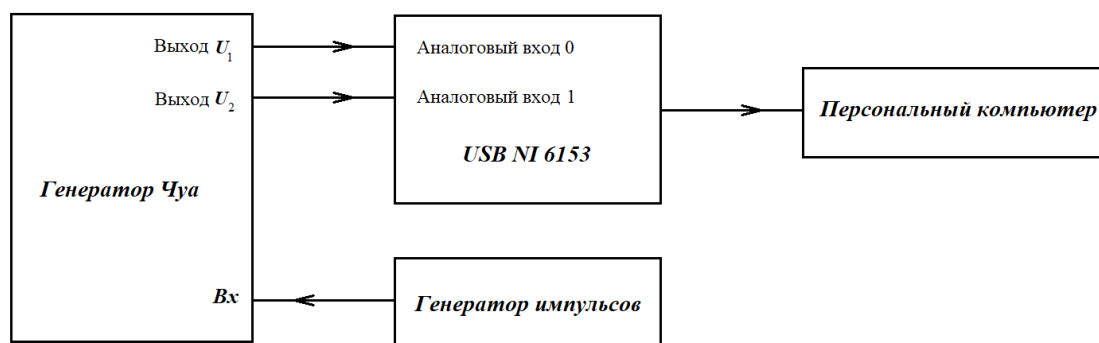 Выход U1
Аналоговый вход 0
Выход U2
Аналоговый вход 1
Персональный компьютер
USB NI 6153
Генератор Чуа
Вх
Генератор импульсов